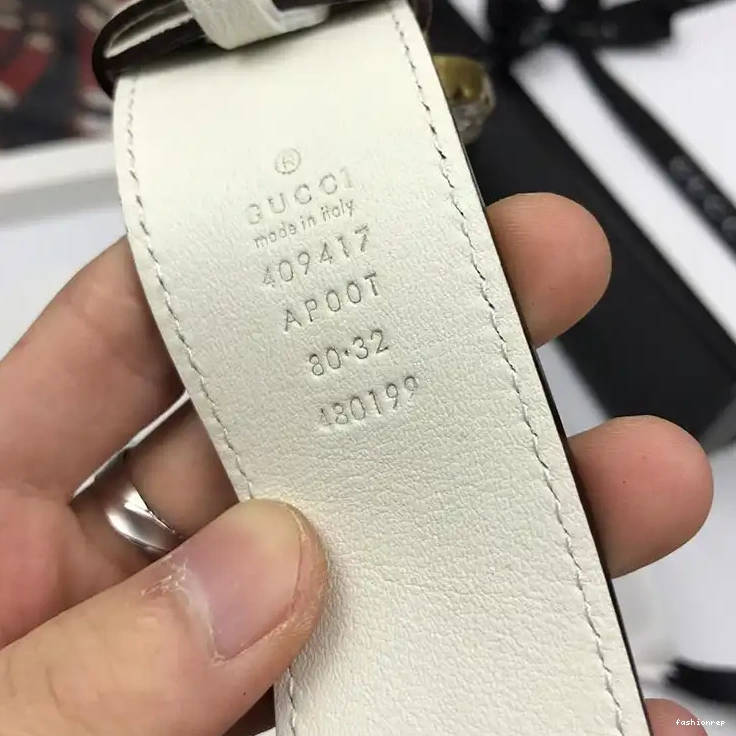 ®
GUCCI
made in italy
409417
AP00T
80·32
480199
fashionrep